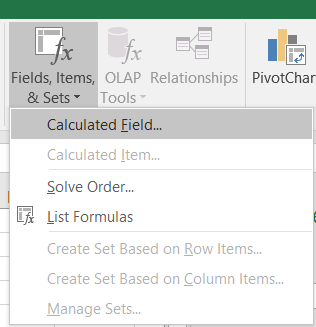 Fields, Items,
& Sets
OLAP
Tools
Relationships
PivotChar
Calculated Field...
Calculated Item...
Solve Order...
List Formulas
Create Set Based on Row Items...
Create Set Based on Column Items...
Manage Sets...